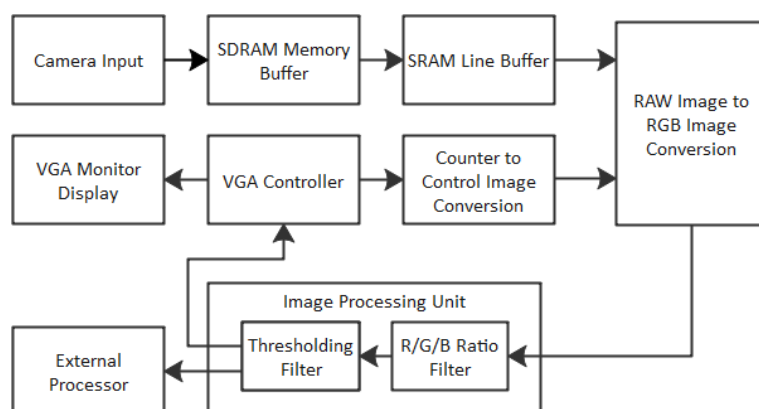 Camera Input
SDRAM Memory
Buffer
SRAM Line Buffer
RAW Image to
RGB Image
Conversion
VGA Monitor
Display
VGA Controller
Counter to
Control Image
Conversion
Image Processing Unit
External
Processor
Thresholding
Filter
R/G/B Ratio
Filter